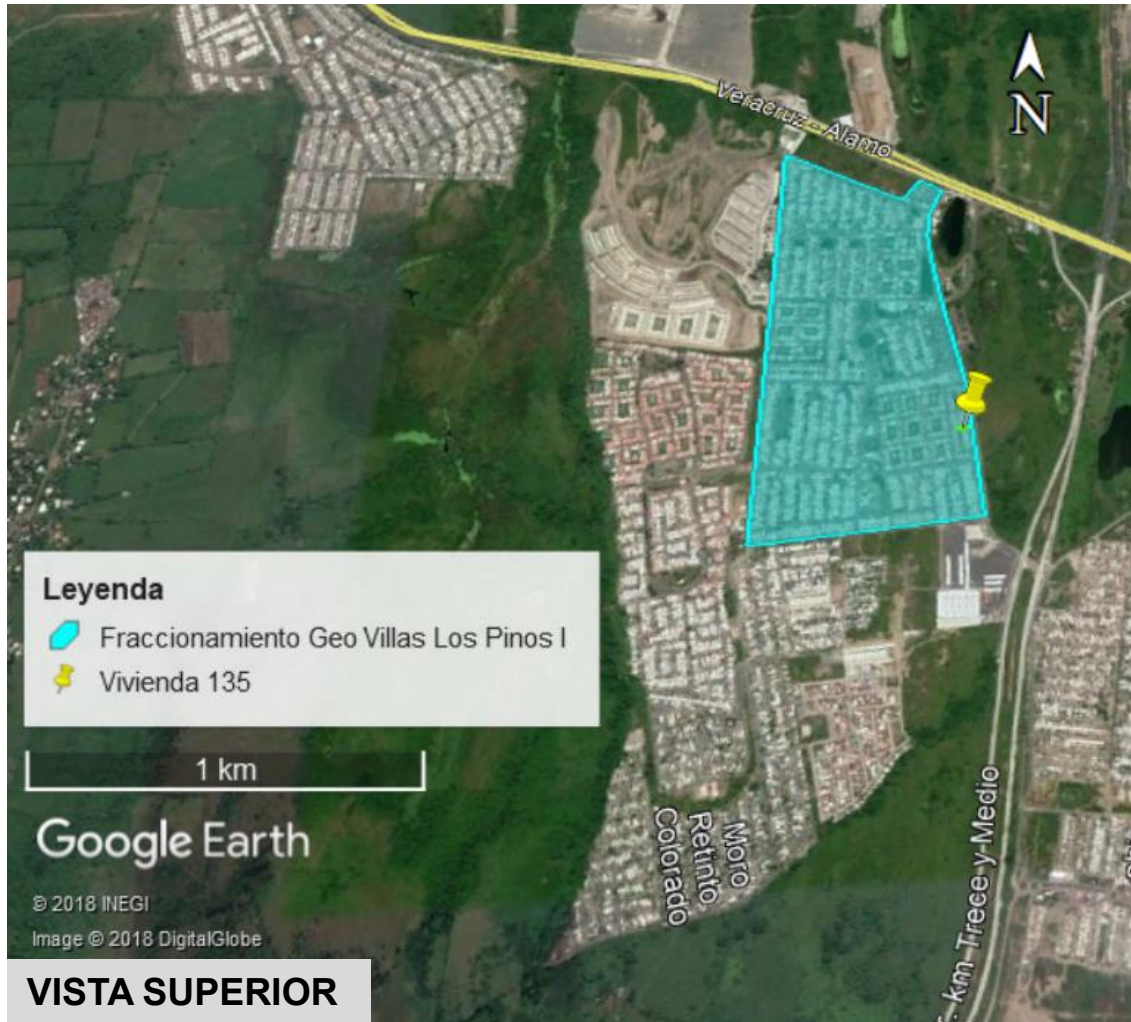 N
Veracruz - Alamo
Leyenda
Fraccionamiento Geo Villas Los Pinos I
Vivienda 135
1 km
Google Earth
© 2018 INEGI
Image © 2018 DigitalGlobe
Moro
Retinto
Colorado
km Trece y Medio
VISTA SUPERIOR